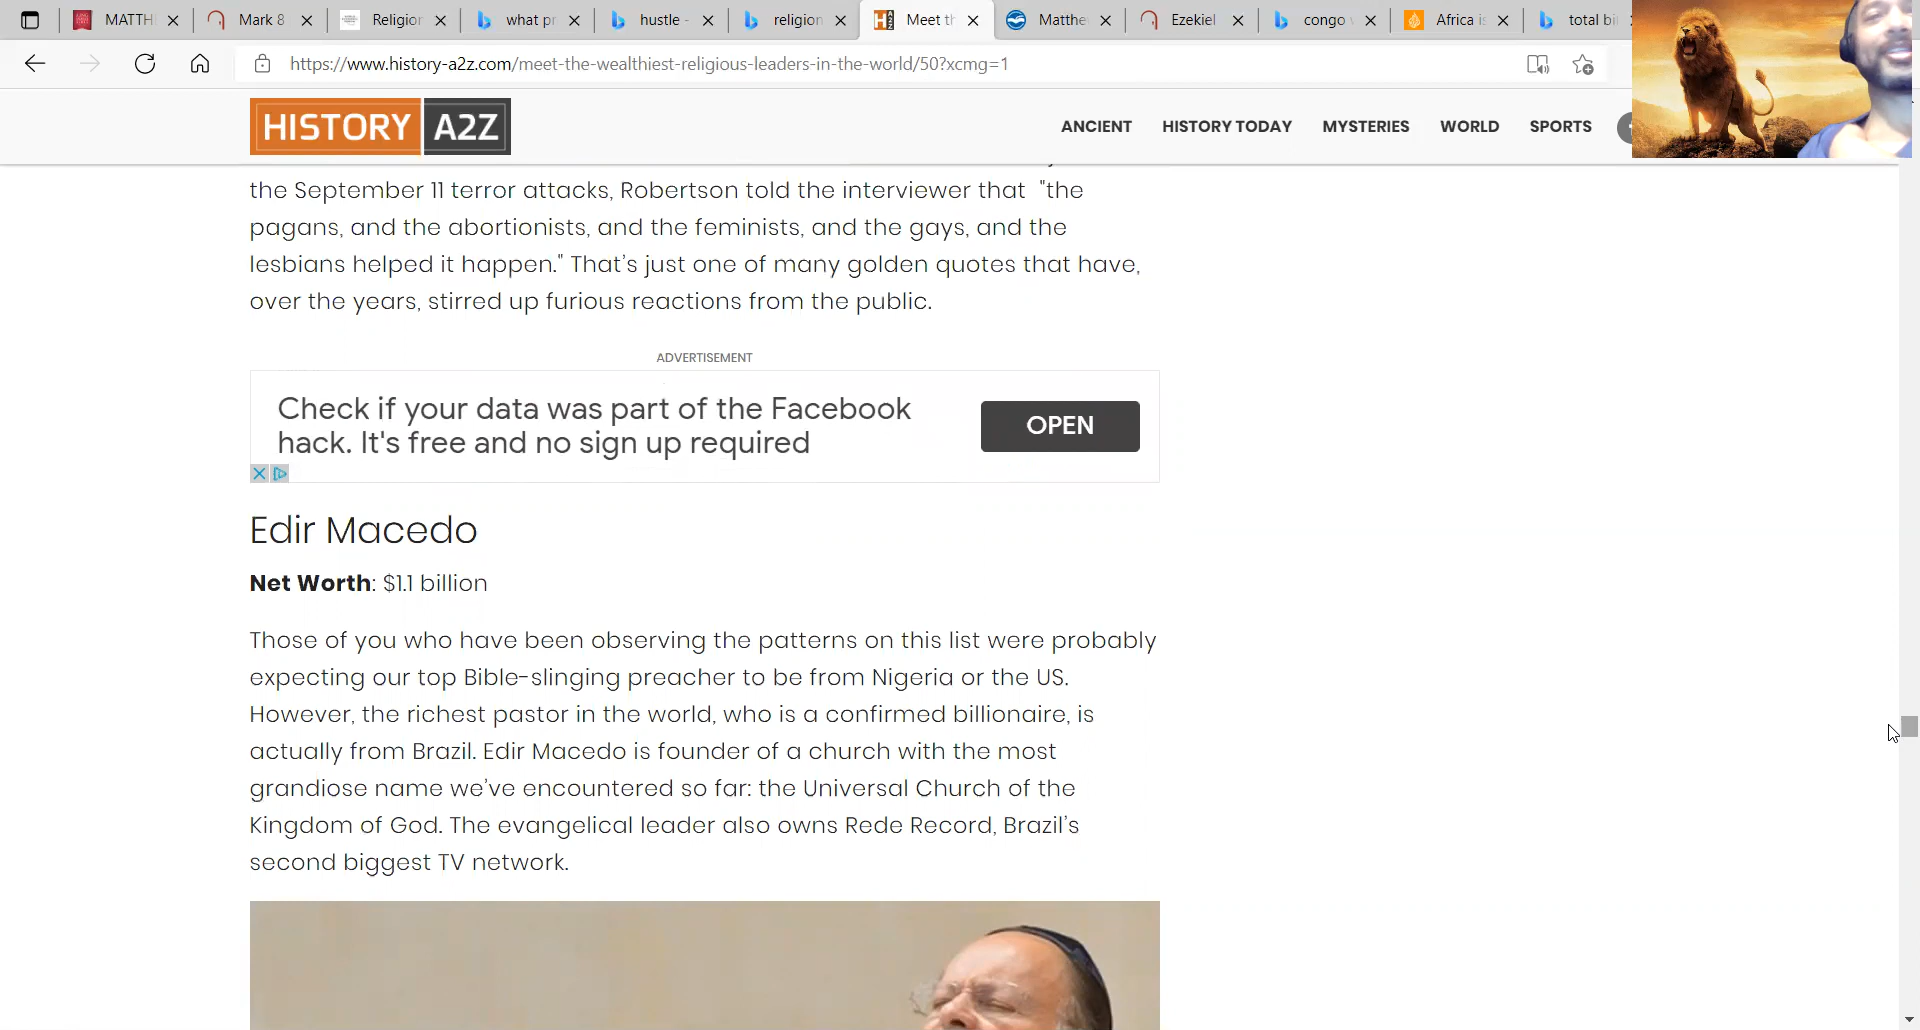 MATTH
Mark 8
Religion
what pr
hustle -
religion
Meet th
Matthe
Ezekiel
congo
Africa is
total bi
https://www.history-a2z.com/meet-the-wealthiest-religious-leaders-in-the-world/50?xcmg=1
HISTORY A2Z
ANCIENT HISTORY TODAY MYSTERIES WORLD SPORTS
the September 11 terror attacks, Robertson told the interviewer that "the
pagans, and the abortionists, and the feminists, and the gays, and the
lesbians helped it happen." That's just one of many golden quotes that have,
over the years, stirred up furious reactions from the public.
ADVERTISEMENT
Check if your data was part of the Facebook
hack. It's free and no sign up required
OPEN
Edir Macedo
Net Worth: $1.1 billion
Those of you who have been observing the patterns on this list were probably
expecting our top Bible-slinging preacher to be from Nigeria or the US.
However, the richest pastor in the world, who is a confirmed billionaire, is
actually from Brazil. Edir Macedo is founder of a church with the most
grandiose name we've encountered so far: the Universal Church of the
Kingdom of God. The evangelical leader also owns Rede Record, Brazil's
second biggest TV network.